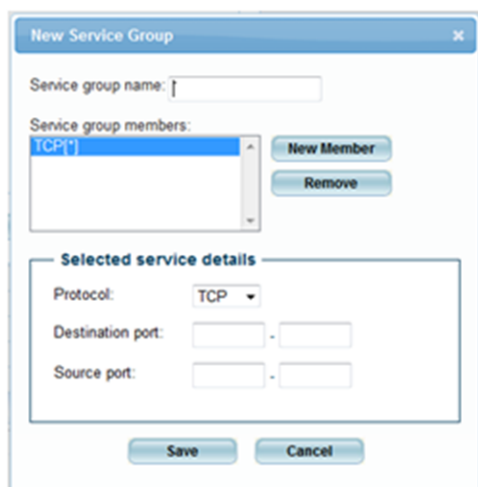 New Service Group
Service group name:
Service group members:
TCP[*]
New Member
Remove
Selected service details
Protocol: TCP
Destination port: -
Source port: -
Save Cancel